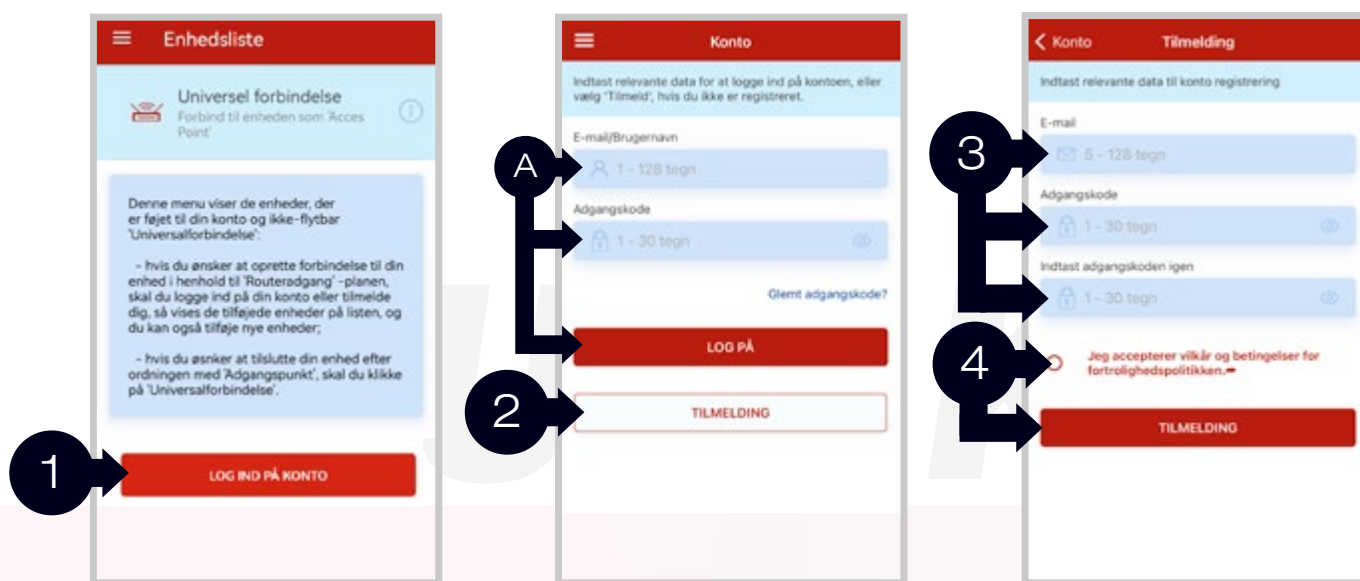 Enhedsliste
Universel forbindelse
Forbind til enheden som 'Acces
Point'
Denne menu viser de enheder, der
er føjet til din konto og ikke-flytbar
'Universalforbindelse':
- hvis du ønsker at oprette forbindelse til din
enhed i henhold til 'Routeradgang' -planen,
skal du logge ind på din konto eller tilmelde
dig, så vises de tilføjede enheder på listen, og
du kan også tilføje nye enheder;
- hvis du øsnker at tilslutte din enhed efter
ordningen med 'Adgangspunkt', skal du klikke
på 'Universalforbindelse'.
1
LOG IND PÅ KONTO
Konto
Indtast relevante data for at logge ind på kontoen, eller
vælg 'Tilmeld', hvis du ikke er registreret.
E-mail/Brugernavn
A
1 - 128 tegn
Adgangskode
1 - 30 tegn
Glemt adgangskode?
LOG PÅ
2
TILMELDING
Konto
Tilmelding
Indtast relevante data til konto registrering
E-mail
3
5 - 128 tegn
Adgangskode
1 - 30 tegn
Indtast adgangskoden igen
1 - 30 tegn
4
Jeg accepterer vilkår og betingelser for
fortrolighedspolitikken.
TILMELDING